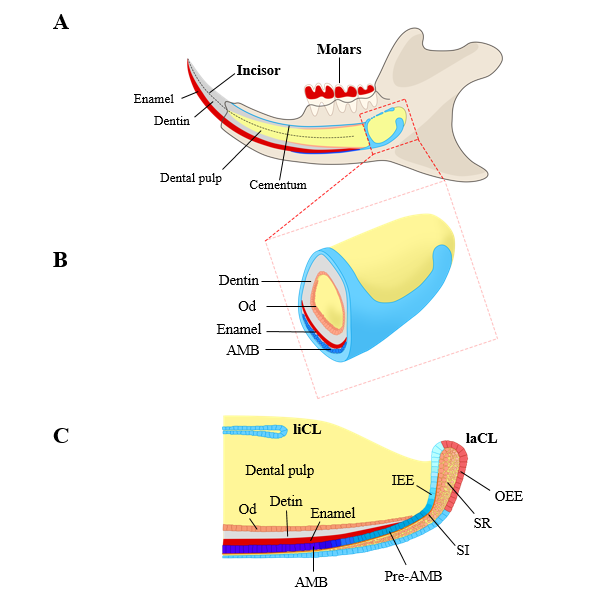 A
Molars
Incisor
Enamel
Dentin
Dental pulp
Cementum
B
Dentin
Od
Enamel
AMB
C
liCL
laCL
Dental pulp
IEE
OEE
Od
Detin
Enamel
SR
SI
AMB
Pre-AMB